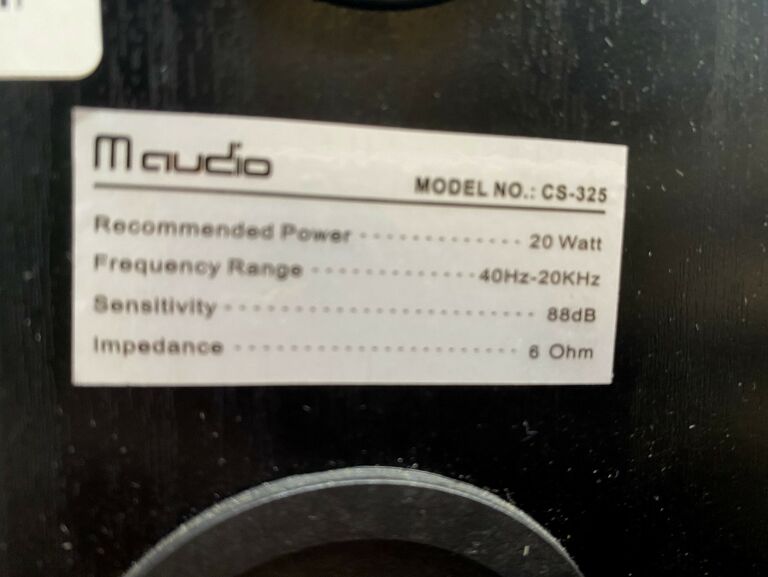 m audio
MODEL NO.: CS-325
Recommended Power ············· 20 Watt
Frequency Range ············· 40Hz-20KHz
Sensitivity ························· 88dB
Impedance ······················ 6 Ohm